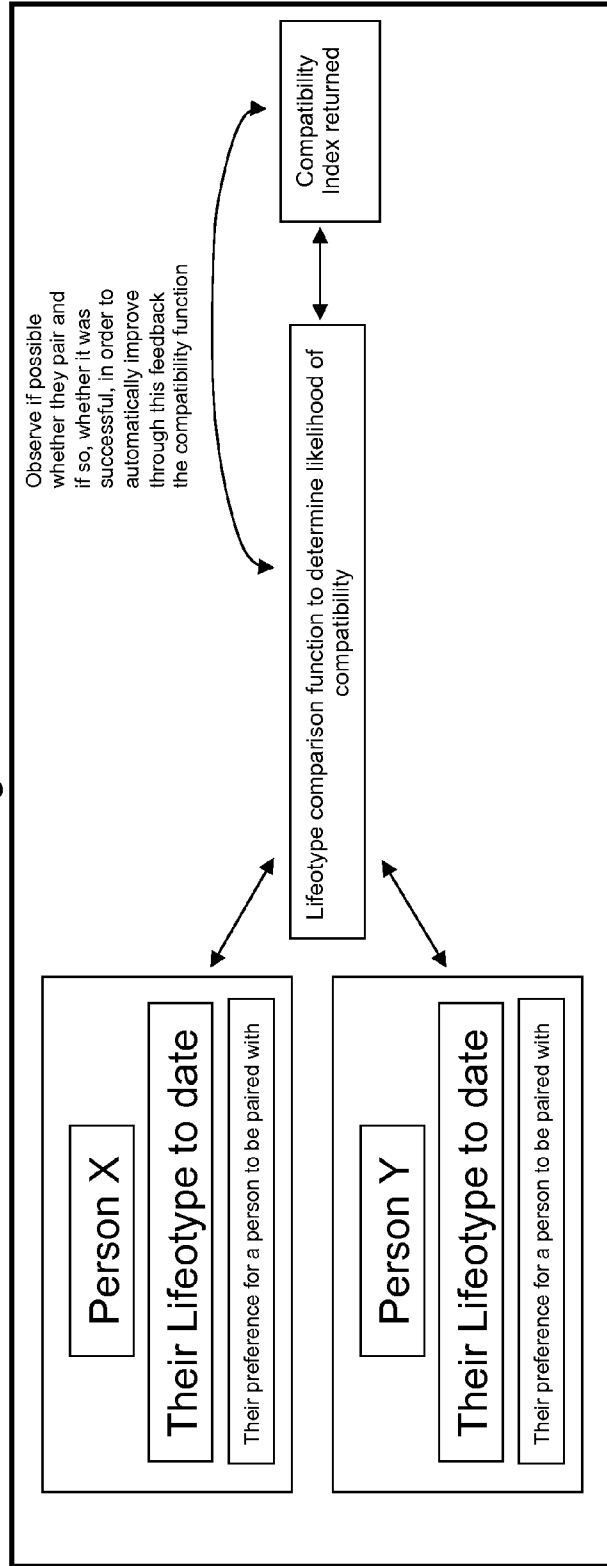 Person X
Their Lifeotype to date
Their preference for a person to be paired with
Person Y
Their Lifeotype to date
Their preference for a person to be paired with
Lifeotype comparison function to determine likelihood of
compatibility
Observe if possible
whether they pair and
if so, whether it was
successful, in order to
automatically improve
through this feedback
the compatibility function
Compatibility
Index returned